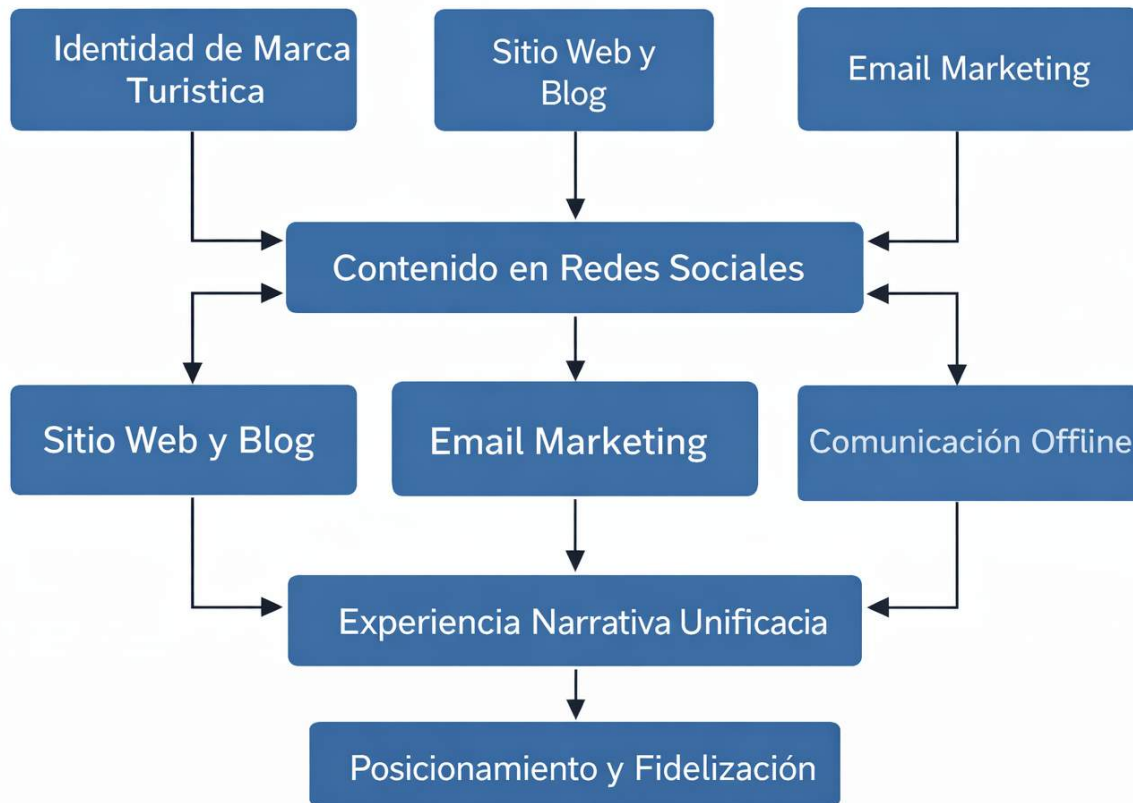 Identidad de Marca
Turistica
Sitio Web y
Blog
Email Marketing
Contenido en Redes Sociales
Sitio Web y Blog
Email Marketing
Comunicación Offline
Experiencia Narrativa Unificacia
Posicionamiento y Fidelización